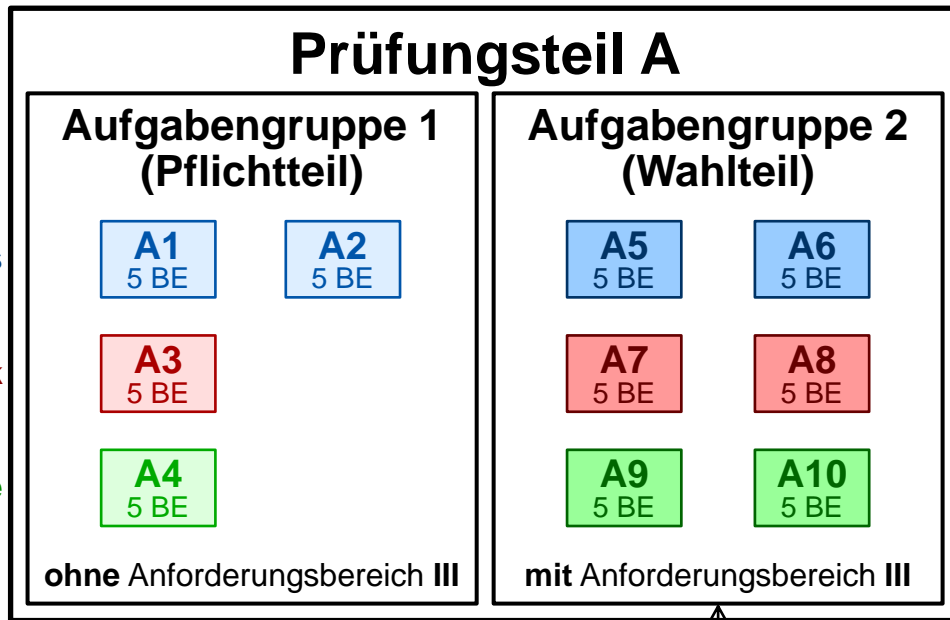 Prüfungsteil A
Aufgabengruppe 1
(Pflichtteil)
A1
5 BE
A2
5 BE
A3
5 BE
A4
5 BE
ohne Anforderungsbereich III
Aufgabengruppe 2
(Wahlteil)
A5
5 BE
A6
5 BE
A7
5 BE
A8
5 BE
A9
5 BE
A10
5 BE
mit Anforderungsbereich III